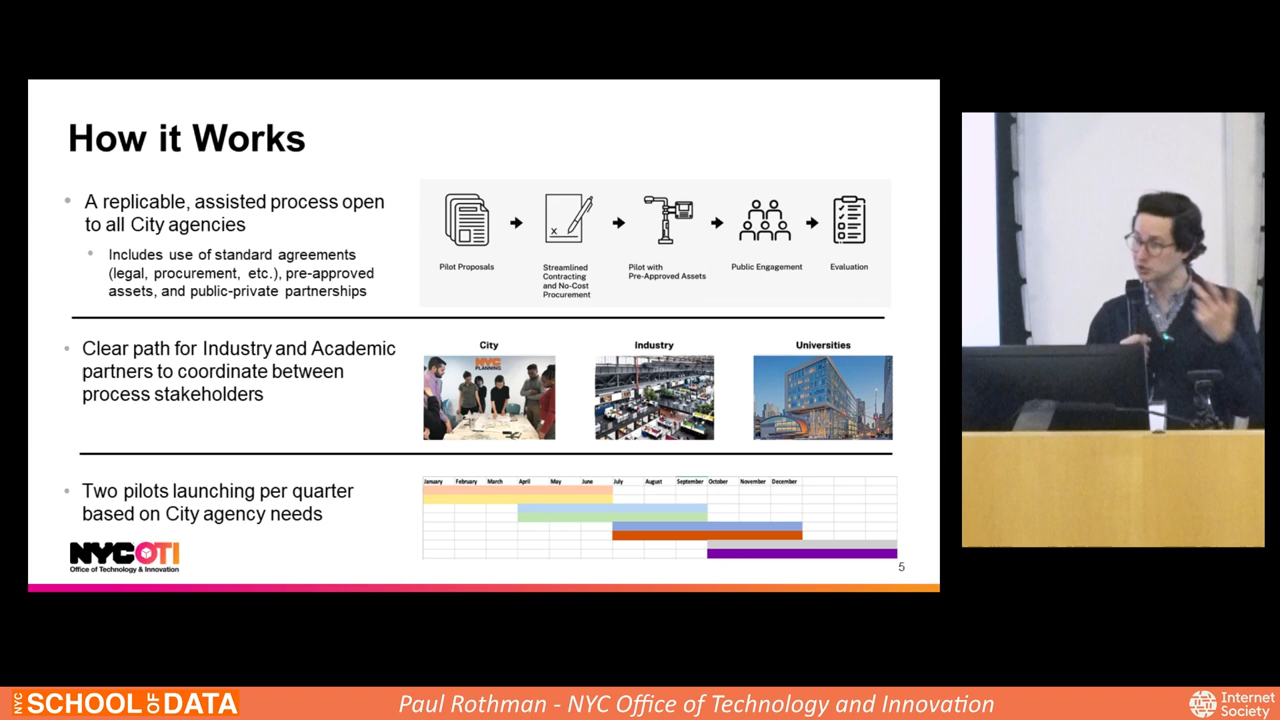 How it Works
A replicable, assisted process open
to all City agencies
Includes use of standard agreements
(legal, procurement, etc.), pre-approved
assets, and public-private partnerships
Pilot Proposals
Streamlined
Contracting
and No-Cost
Procurement
Pilot with
Pre-Approved Assets
Public Engagement
Evaluation
Clear path for Industry and Academic
partners to coordinate between
process stakeholders
City
Industry
Universities
NYC
PLANNING
Two pilots launching per quarter
based on City agency needs
January February March April May June July August September October November December
NYCOTI
Office of Technology & Innovation
5
NYC SCHOOL OF DATA
Paul Rothman - NYC Office of Technology and Innovation
Internet
Society